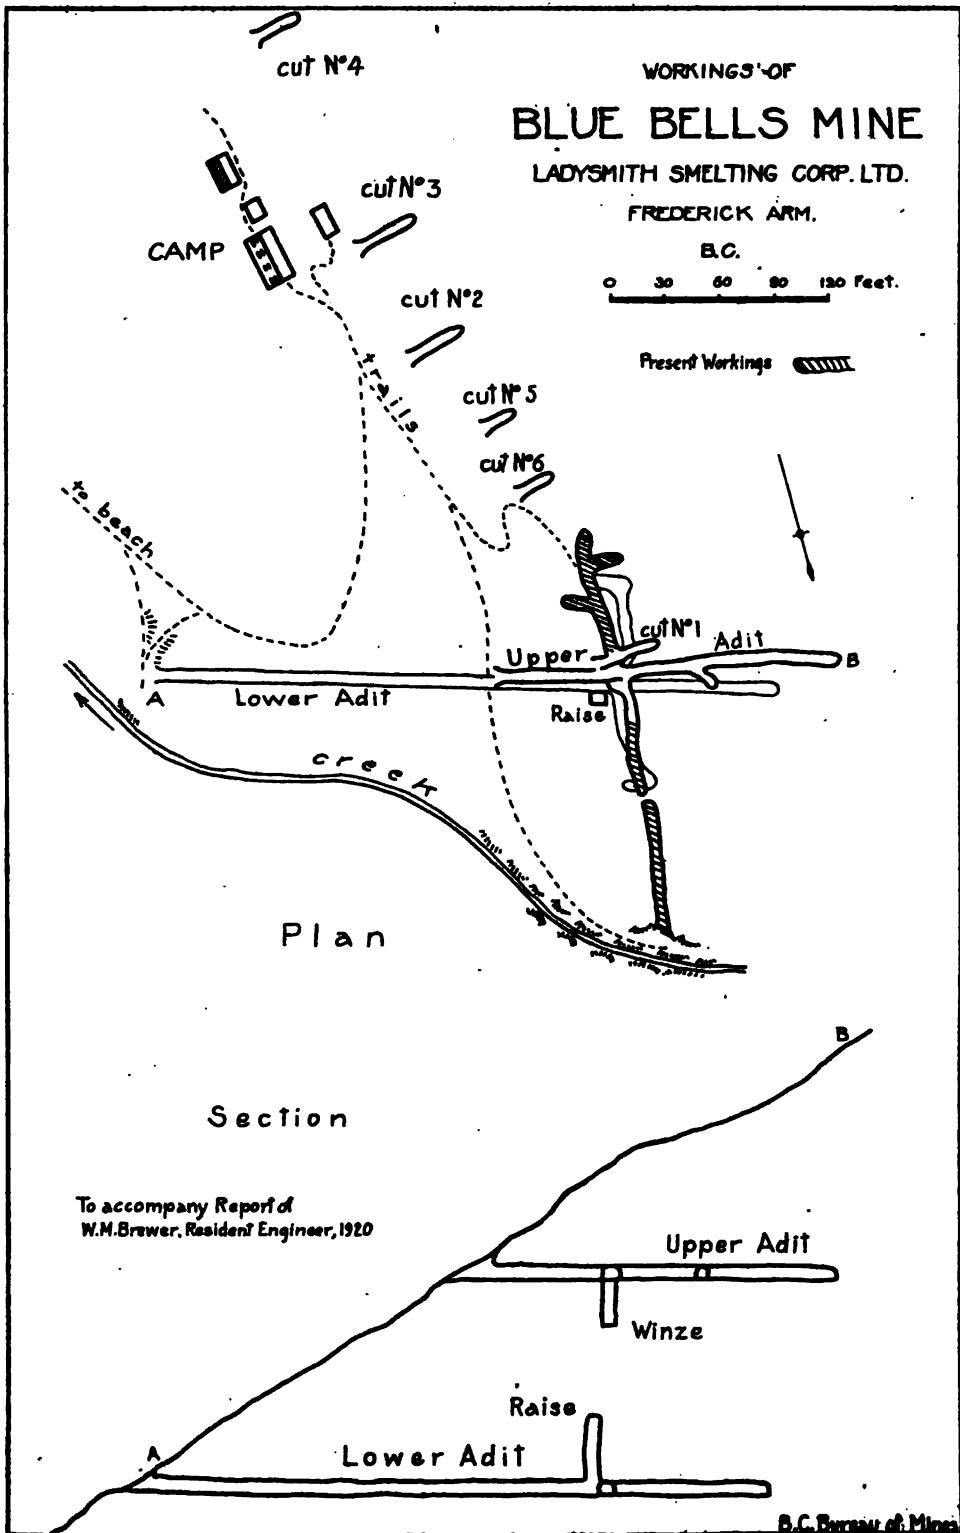 WORKINGS OF
BLUE BELLS MINE
LADYSMITH SMELTING CORP. LTD.
FREDERICK ARM.
B.C.
0 30 60 90 120 Feet.
Present Workings
cut Nº4
cut Nº3
CAMP
cut Nº2
trails
cut Nº5
cut Nº6
to beach
cut Nº1
Upper Adit
B
A
Lower Adit
Raise
creek
Plan
B
Section
To accompany Report of
W.M. Brewer, Resident Engineer, 1920
Upper Adit
Winze
Raise
A
Lower Adit
B.C. Bureau of Mines